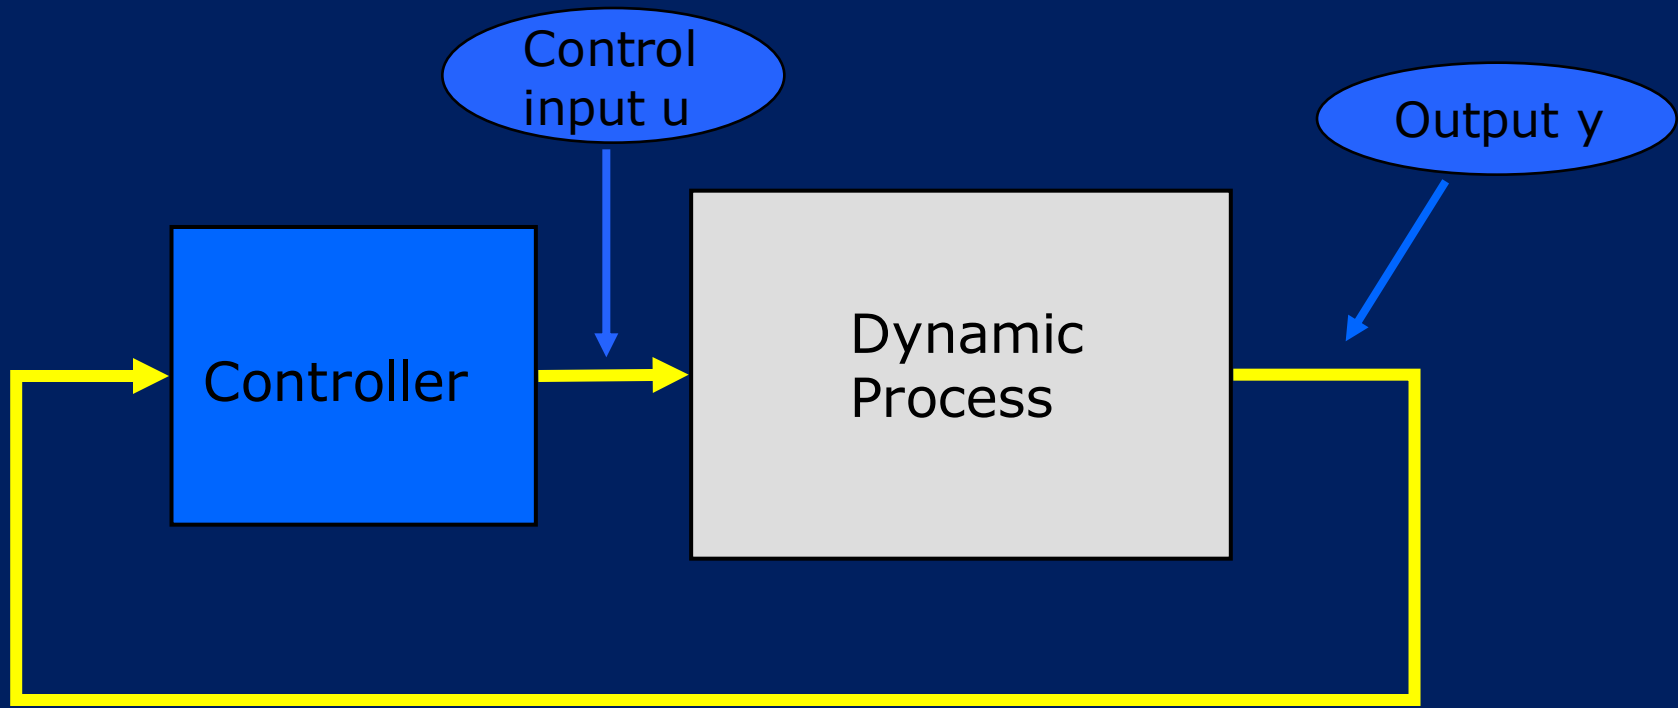 Control
input u
Output y
Controller
Dynamic
Process